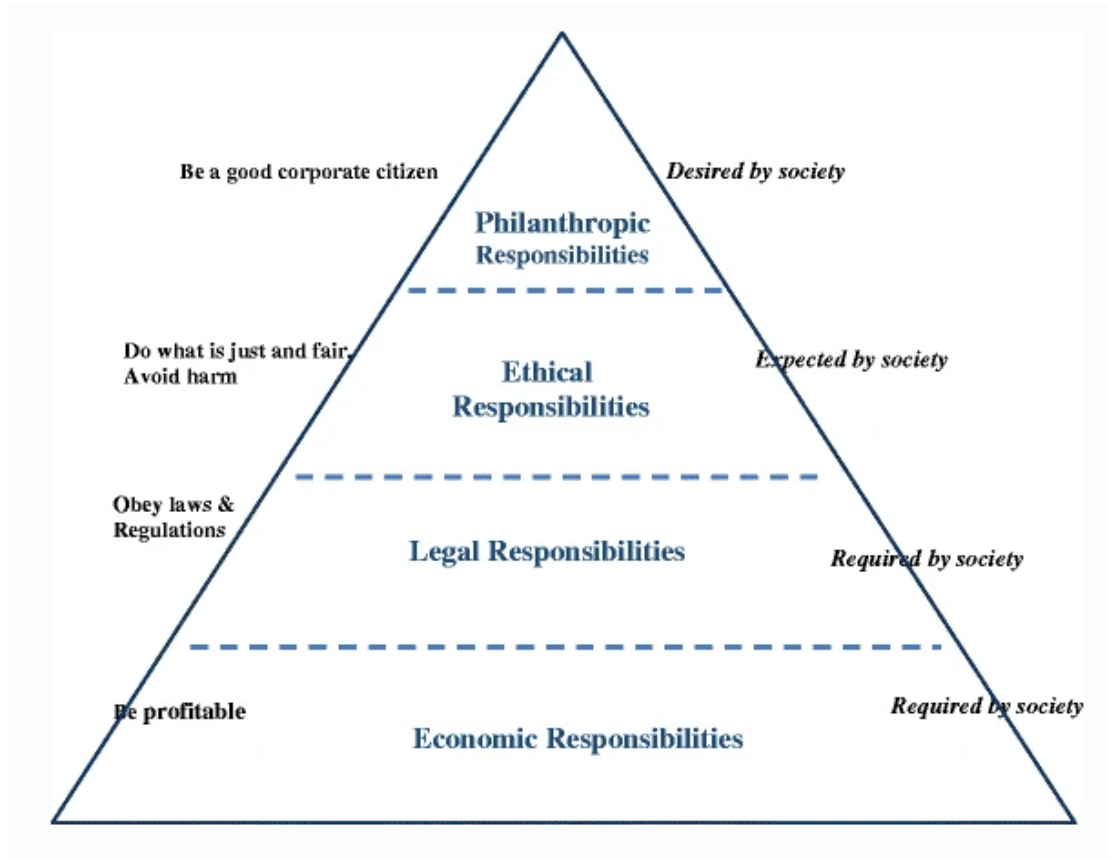 Be a good corporate citizen
Desired by society
Philanthropic
Responsibilities
Do what is just and fair,
Avoid harm
Expected by society
Ethical
Responsibilities
Obey laws &
Regulations
Legal Responsibilities
Required by society
Be profitable
Required by society
Economic Responsibilities